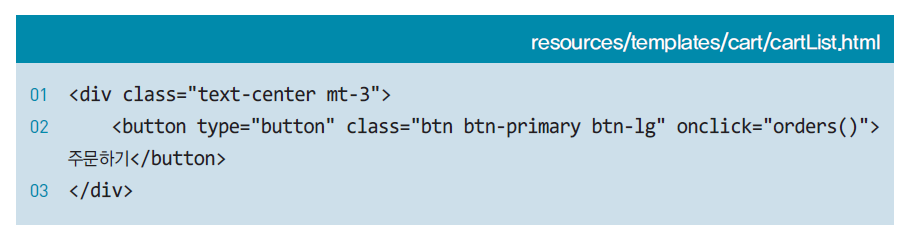 resources/templates/cart/cartList.html
01 <div class="text-center mt-3">
02 <button type="button" class="btn btn-primary btn-lg" onclick="orders()">
주문하기</button>
03 </div>